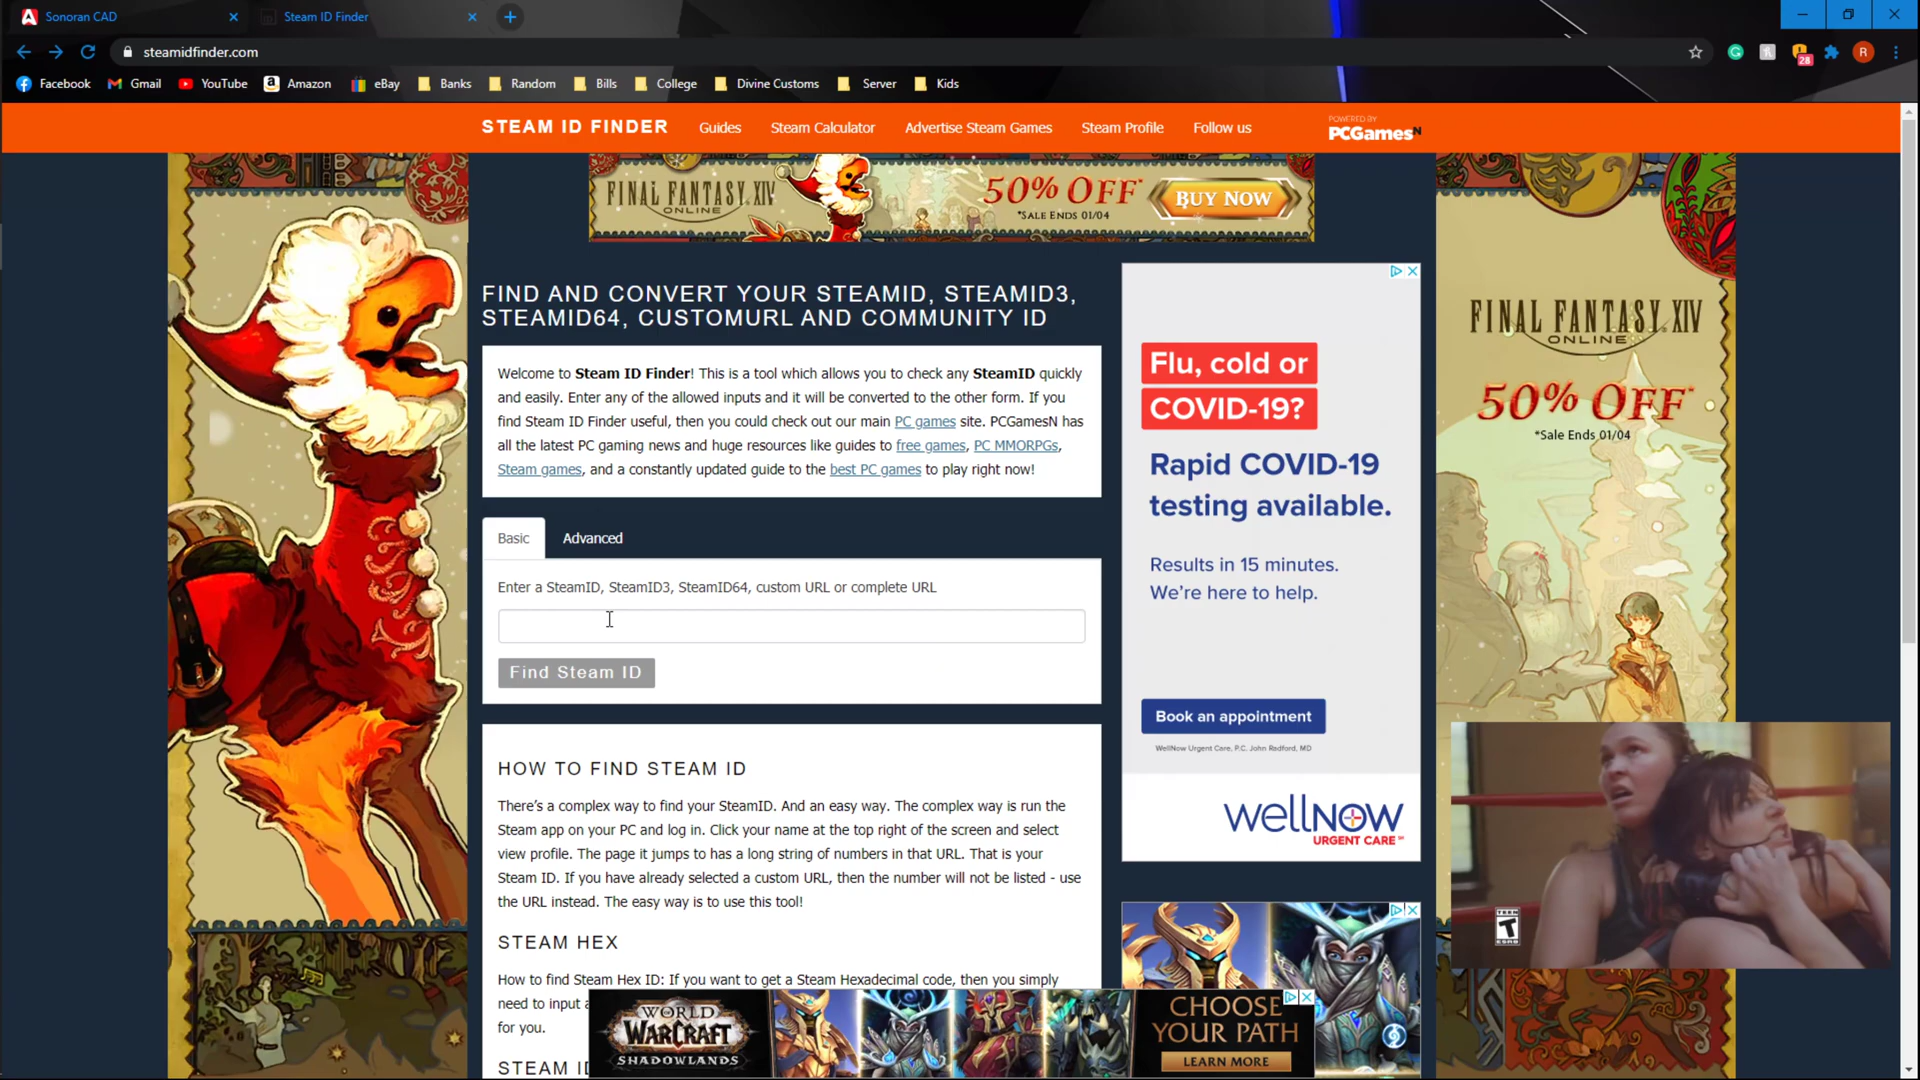 Sonoran CAD
Steam ID Finder
steamidfinder.com
28
R
Facebook
Gmail
YouTube
Amazon
eBay
Banks
Random
Bills
College
Divine Customs
Server
Kids
STEAM ID FINDER
Guides
Steam Calculator
Advertise Steam Games
Steam Profile
Follow us
POWERED BY
PCGamesN
FINAL FANTASY XIV
ONLINE
50% OFF*
*SALE ENDS 01/04
BUY NOW
FIND AND CONVERT YOUR STEAMID, STEAMID3,
STEAMID64, CUSTOMURL AND COMMUNITY ID
Welcome to Steam ID Finder! This is a tool which allows you to check any SteamID quickly
and easily. Enter any of the allowed inputs and it will be converted to the other form. If you
find Steam ID Finder useful, then you could check out our main PC games site. PCGamesN has
all the latest PC gaming news and huge resources like guides to free games, PC MMORPGs,
Steam games, and a constantly updated guide to the best PC games to play right now!
Basic
Advanced
Enter a SteamID, SteamID3, SteamID64, custom URL or complete URL
Find Steam ID
HOW TO FIND STEAM ID
There's a complex way to find your SteamID. And an easy way. The complex way is run the
Steam app on your PC and log in. Click your name at the top right of the screen and select
view profile. The page it jumps to has a long string of numbers in that URL. That is your
Steam ID. If you have already selected a custom URL, then the number will not be listed - use
the URL instead. The easy way is to use this tool!
STEAM HEX
How to find Steam Hex ID: If you want to get a Steam Hexadecimal code, then you simply
need to input a
for you.
STEAM ID
Flu, cold or
COVID-19?
Rapid COVID-19
testing available.
Results in 15 minutes.
We're here to help.
Book an appointment
WellNow Urgent Care, P.C. John Radford, MD
wellNow
URGENT CARE
FINAL FANTASY XIV
ONLINE
50% OFF*
*Sale Ends 01/04
TEEN
T
ESRB
WORLD
WARCRAFT
SHADOWLANDS
CHOOSE
YOUR PATH
LEARN MORE